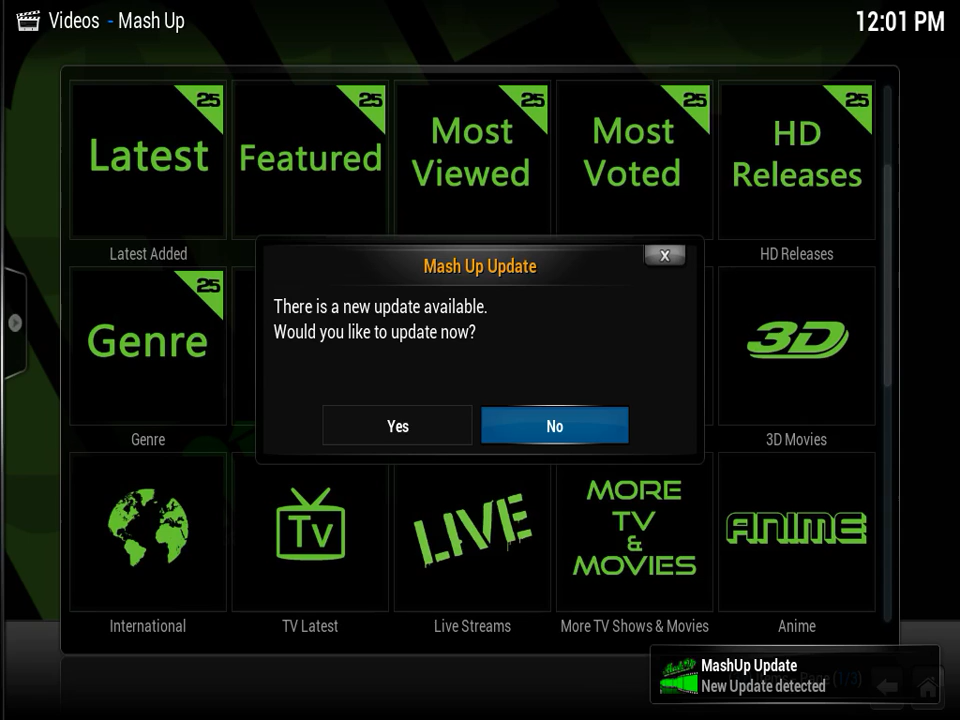 Videos - Mash Up
12:01 PM
25
25
25
25
25
Latest
Featured
Most
Viewed
Most
Voted
HD
Releases
Latest Added
HD Releases
Mash Up Update
X
There is a new update available.
Would you like to update now?
Yes
No
25
Genre
3D
Genre
3D Movies
Tv
LIVE
MORE
TV
&
MOVIES
ANIME
International
TV Latest
Live Streams
More TV Shows & Movies
Anime
MashUp Update
New Update detected
Page (1/3)